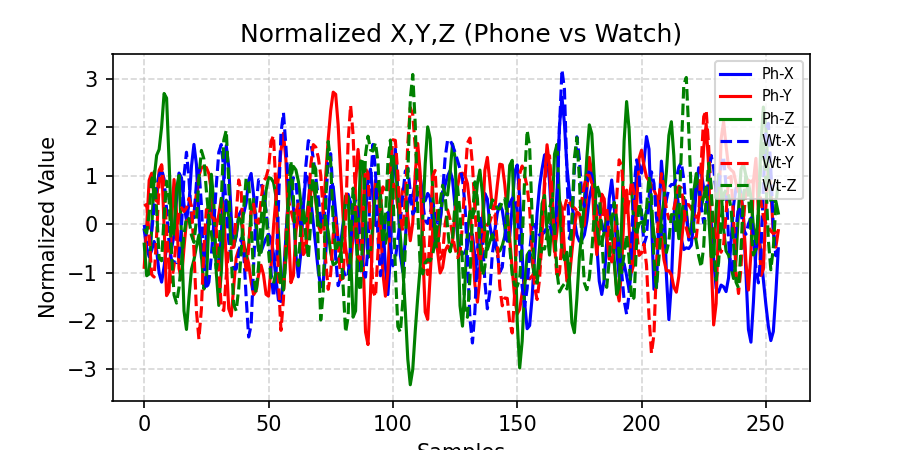 Normalized X,Y,Z (Phone vs Watch)
Normalized Value
3
2
1
0
−1
−2
−3
0
50
100
150
200
250
Samples
Ph-X
Ph-Y
Ph-Z
Wt-X
Wt-Y
Wt-Z